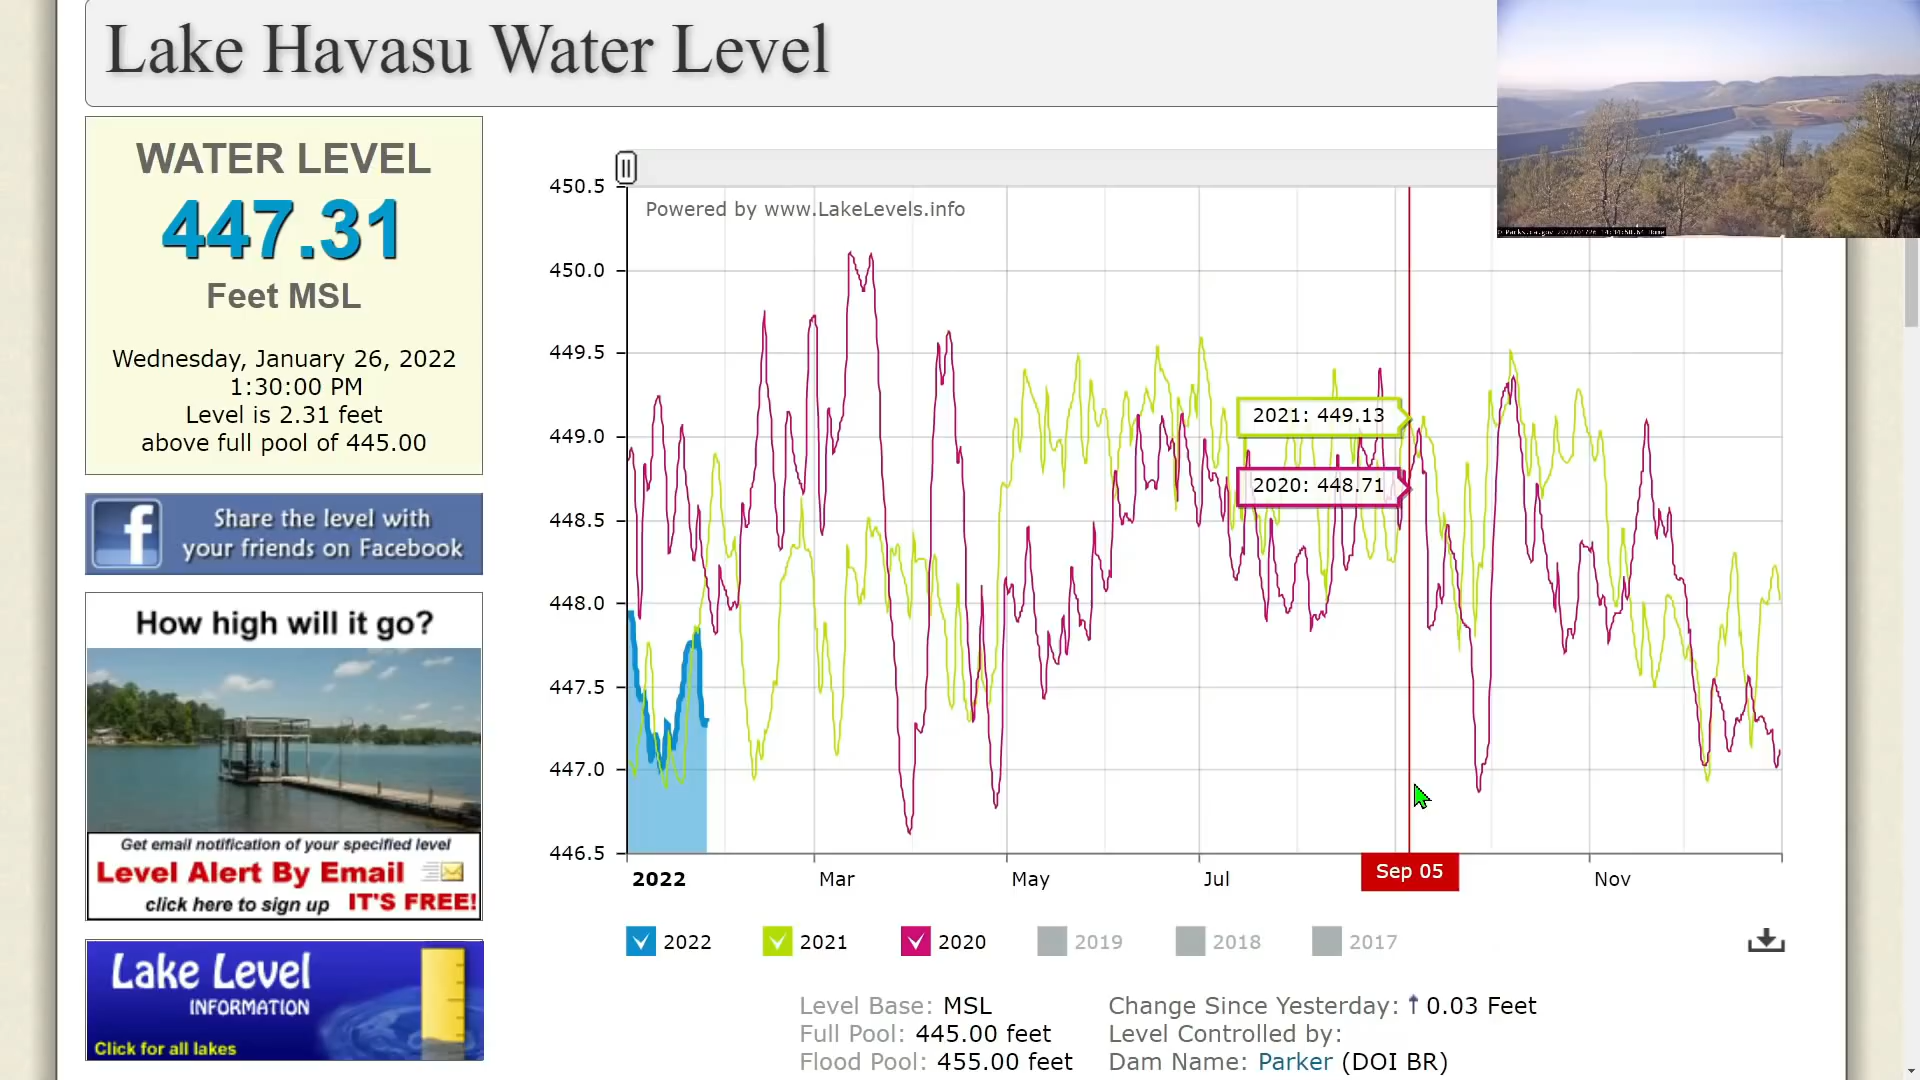 Lake Havasu Water Level
WATER LEVEL
447.31
Feet MSL
Wednesday, January 26, 2022
1:30:00 PM
Level is 2.31 feet
above full pool of 445.00
Share the level with
your friends on Facebook
How high will it go?
Get email notification of your specified level
Level Alert By Email
click here to sign up IT'S FREE!
Lake Level
INFORMATION
Click for all lakes
Powered by www.LakeLevels.info
450.5
450.0
449.5
449.0
448.5
448.0
447.5
447.0
446.5
2021: 449.13
2020: 448.71
2022 Mar May Jul Sep 05 Nov
2022 2021 2020 2019 2018 2017
Level Base: MSL
Full Pool: 445.00 feet
Flood Pool: 455.00 feet
Change Since Yesterday: ↑ 0.03 Feet
Level Controlled by:
Dam Name: Parker (DOI BR)